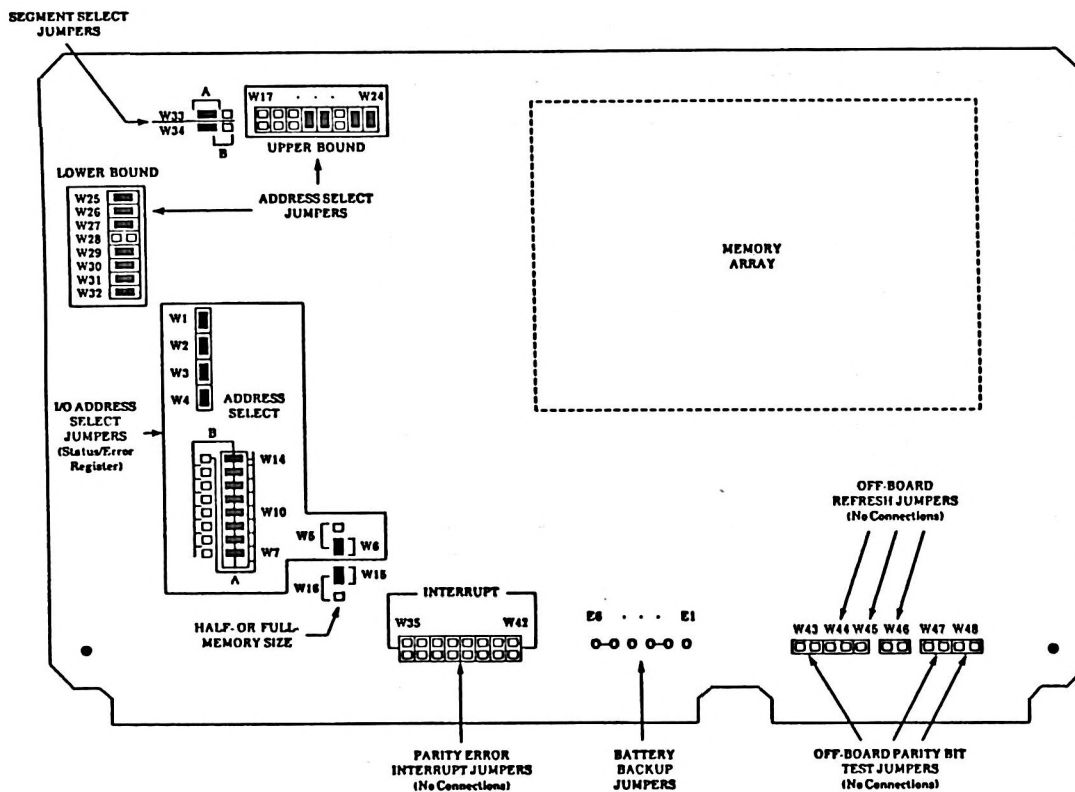 SEGMENT SELECT
JUMPERS
A
W33
W34
B
W17 . . . W24
UPPER BOUND
LOWER BOUND
W25
W26
W27
W28
W29
W30
W31
W32
ADDRESS SELECT
JUMPERS
MEMORY
ARRAY
W1
W2
W3
W4
ADDRESS
SELECT
I/O ADDRESS
SELECT
JUMPERS
(Status/Error
Register)
B
W14
W10
W7
A
W5
W6
W15
W16
HALF- OR FULL-
MEMORY SIZE
INTERRUPT
W35
W42
PARITY ERROR
INTERRUPT JUMPERS
(No Connections)
E6 . . . E1
BATTERY
BACKUP
JUMPERS
OFF-BOARD
REFRESH JUMPERS
(No Connections)
W43 W44 W45 W46 W47 W48
OFF-BOARD PARITY BIT
TEST JUMPERS
(No Connections)